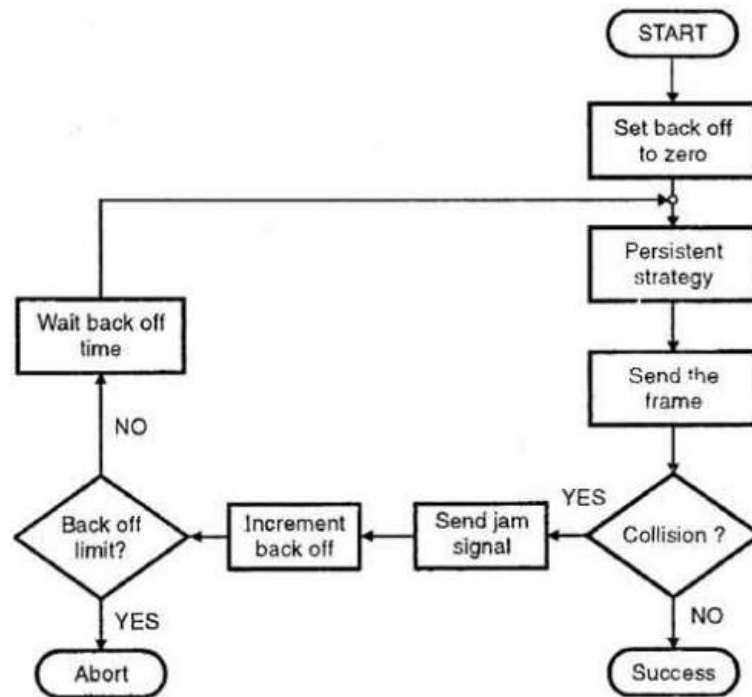 START
Set back off
to zero
Persistent
strategy
Wait back off
time
Send the
frame
NO
YES
Back off
limit?
Increment
back off
Send jam
signal
Collision ?
YES
NO
Abort
Success